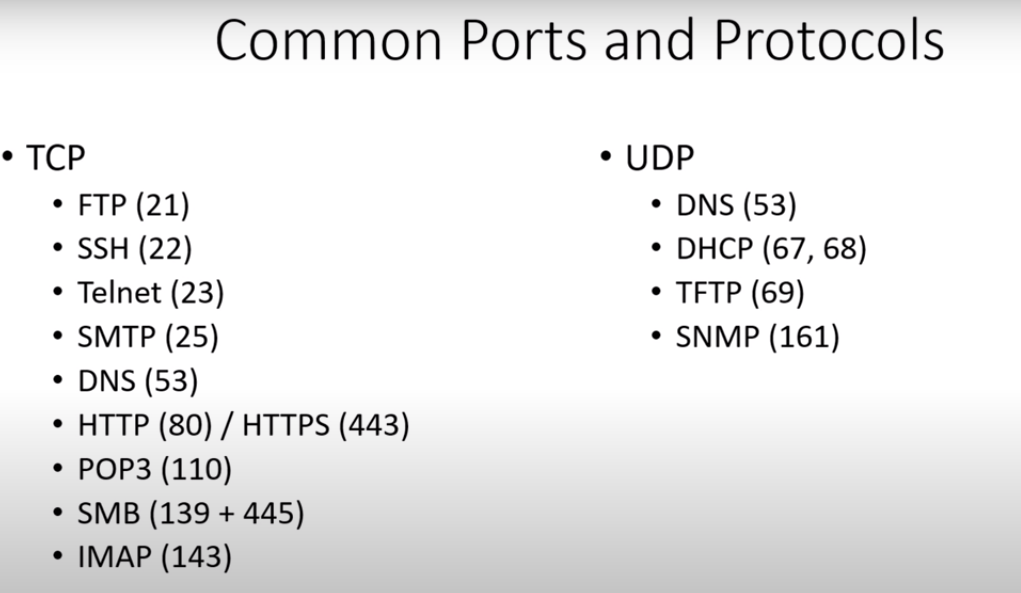 Common Ports and Protocols
• TCP
• FTP (21)
• SSH (22)
• Telnet (23)
• SMTP (25)
• DNS (53)
• HTTP (80) / HTTPS (443)
• POP3 (110)
• SMB (139 + 445)
• IMAP (143)
• UDP
• DNS (53)
• DHCP (67, 68)
• TFTP (69)
• SNMP (161)